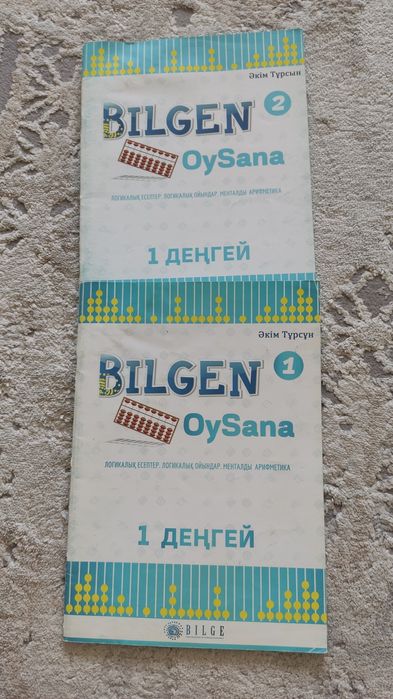 Әкім Тұрсын
BILGEN 2
OySana
ЛОГИКАЛЫҚ ЕСЕПТЕР. ЛОГИКАЛЫҚ ОЙЫНДАР. МЕНТАЛДЫ АРИФМЕТИКА
1 ДЕҢГЕЙ
Әкім Тұрсұн
BILGEN 1
OySana
ЛОГИКАЛЫҚ ЕСЕПТЕР. ЛОГИКАЛЫҚ ОЙЫНДАР. МЕНТАЛДЫ АРИФМЕТИКА
1 ДЕҢГЕЙ
BILGE